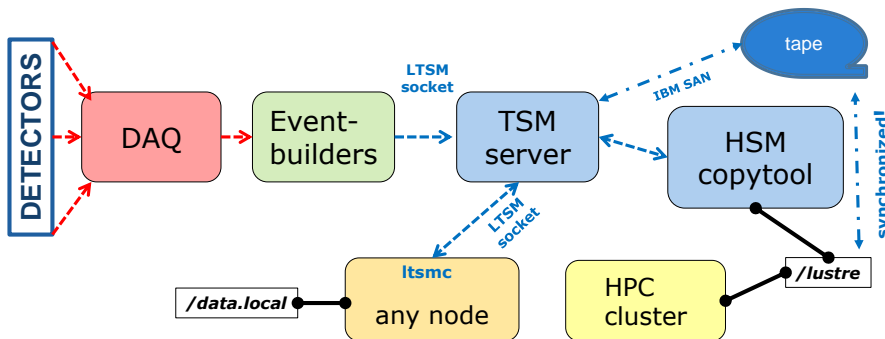 DETECTORS
DAQ
Event-
builders
LTSM
socket
TSM
server
IBM SAN
tape
HSM
copytool
synchronized!
LTSM
socket
/data.local
ltsmc
any node
HPC
cluster
/lustre